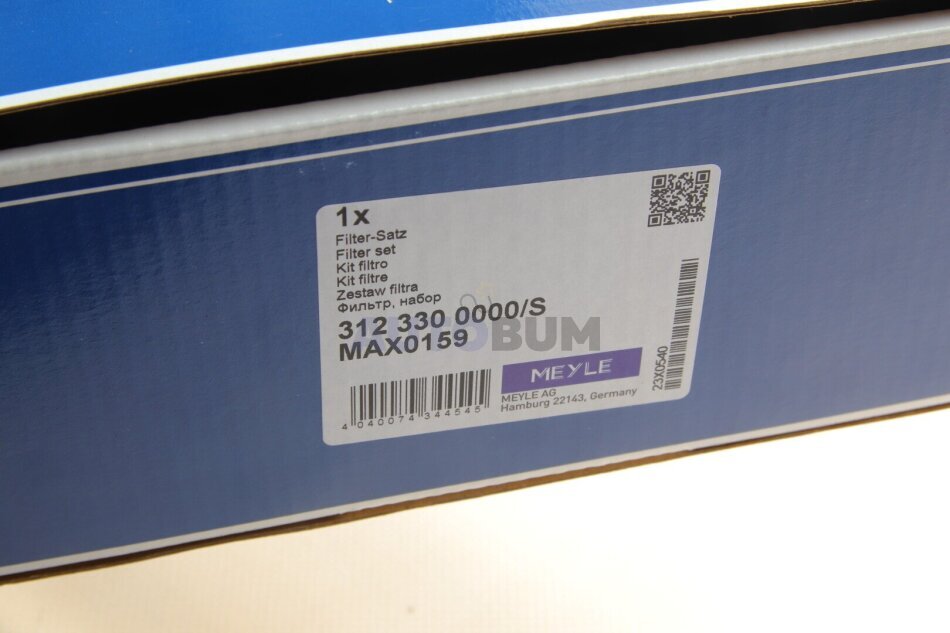 1x
Filter-Satz
Filter set
Kit filtro
Kit filtre
Zestaw filtra
Фильтр, набор
312 330 0000/S
MAX0159
MEYLE
MEYLE AG
Hamburg 22143, Germany
4 040074 344545
23X0540
BUM